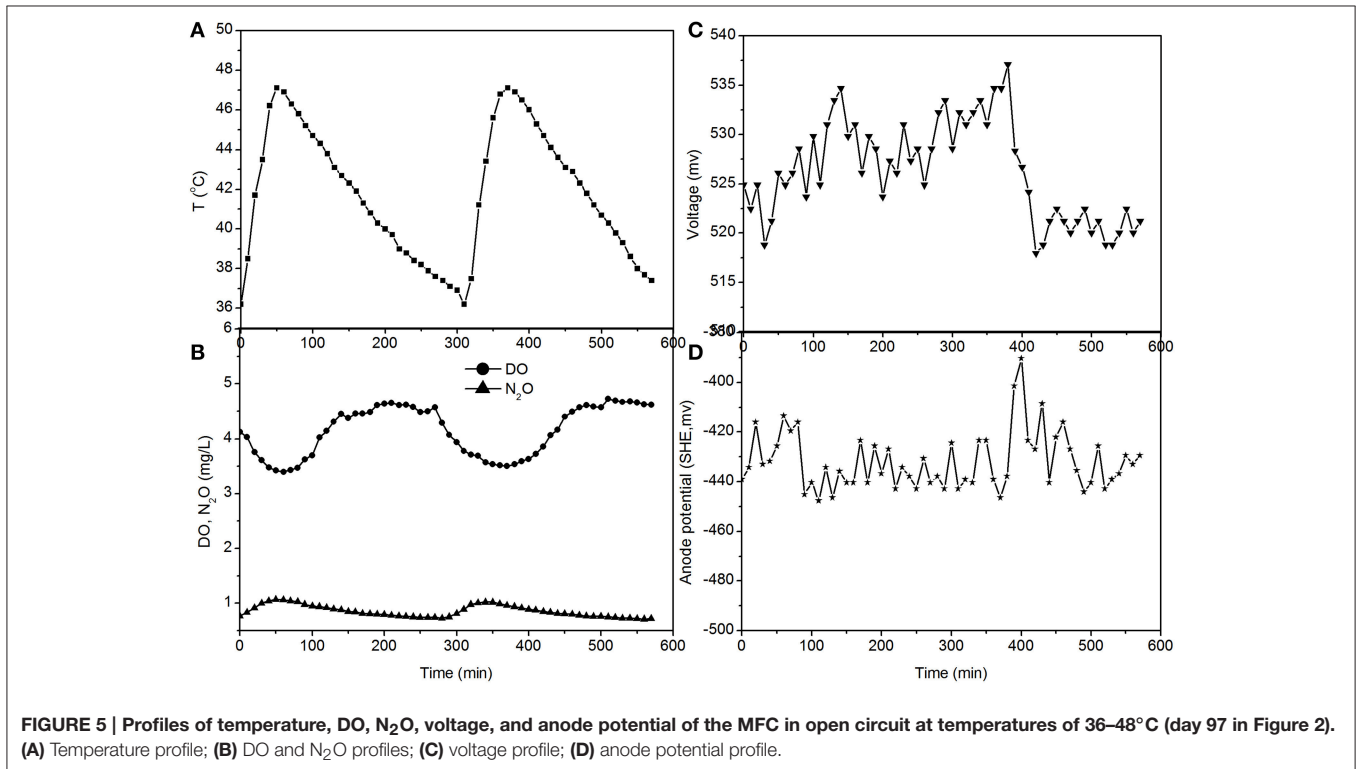 A
50
48
46
44
42
40
38
36
T (°C)
0 100 200 300 400 500 600
B
6
5
4
3
2
1
DO, N2O (mg/L)
DO
N2O
0 100 200 300 400 500 600
Time (min)
C
540
535
530
525
520
515
510
Voltage (mv)
0 100 200 300 400 500 600
D
-380
-400
-420
-440
-460
-480
-500
Anode potential (SHE,mv)
0 100 200 300 400 500 600
Time (min)
FIGURE 5 | Profiles of temperature, DO, N2O, voltage, and anode potential of the MFC in open circuit at temperatures of 36–48°C (day 97 in Figure 2).
(A) Temperature profile; (B) DO and N2O profiles; (C) voltage profile; (D) anode potential profile.